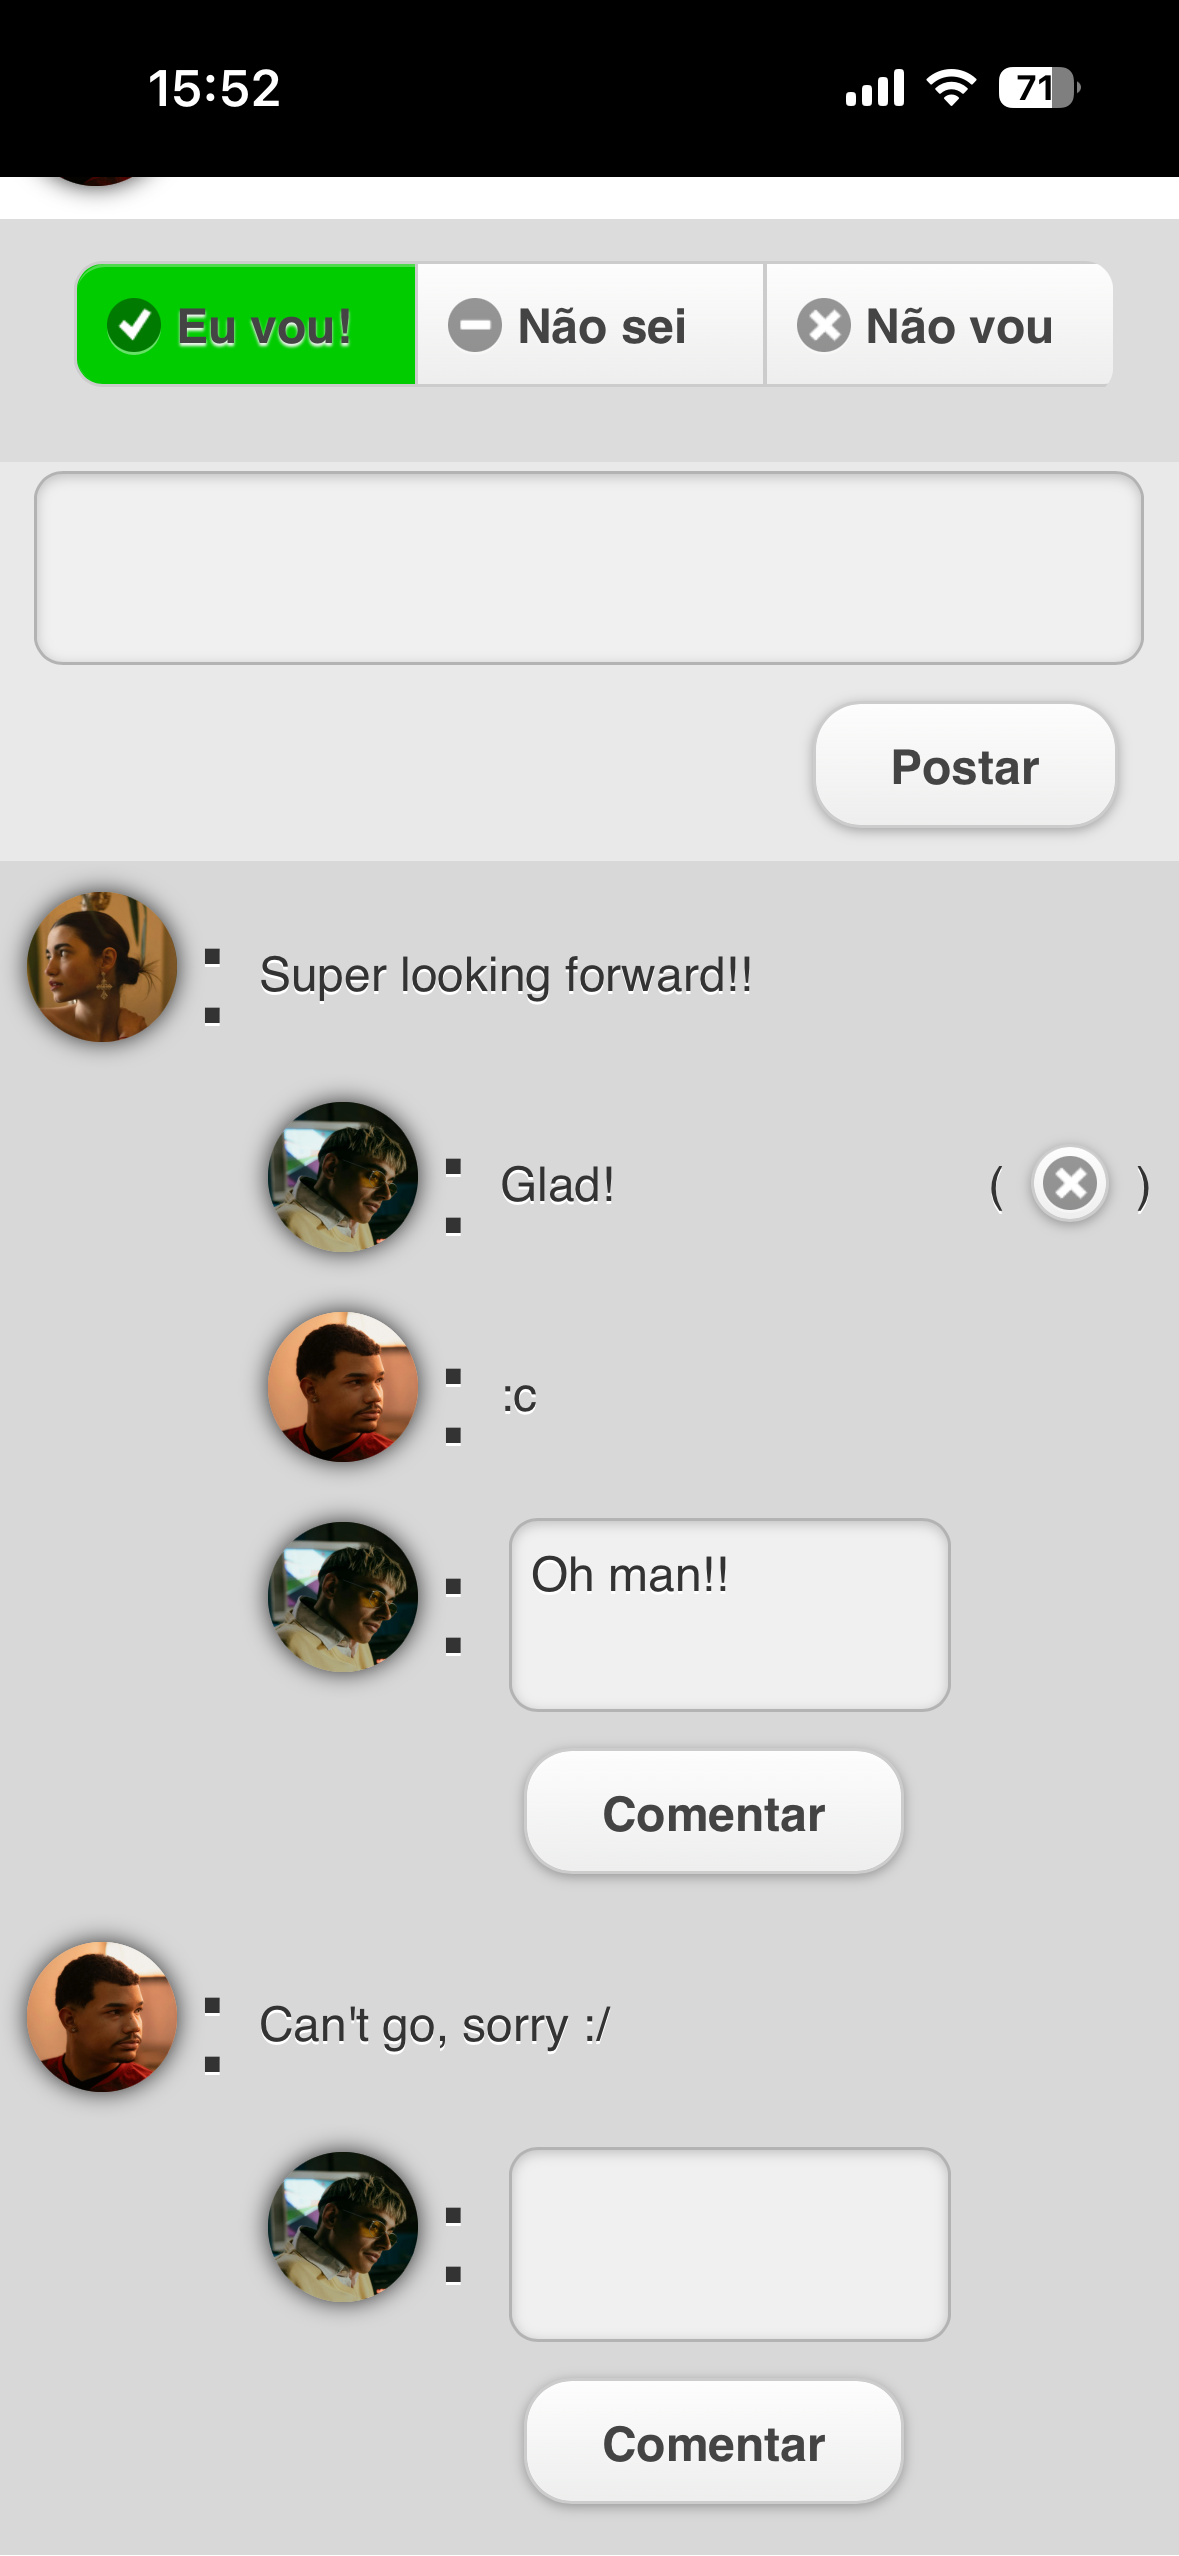 15:52
71
Eu vou!
Não sei
Não vou
Postar
: Super looking forward!!
: Glad! ( )
: :c
: Oh man!!
Comentar
: Can't go, sorry :/
:
Comentar